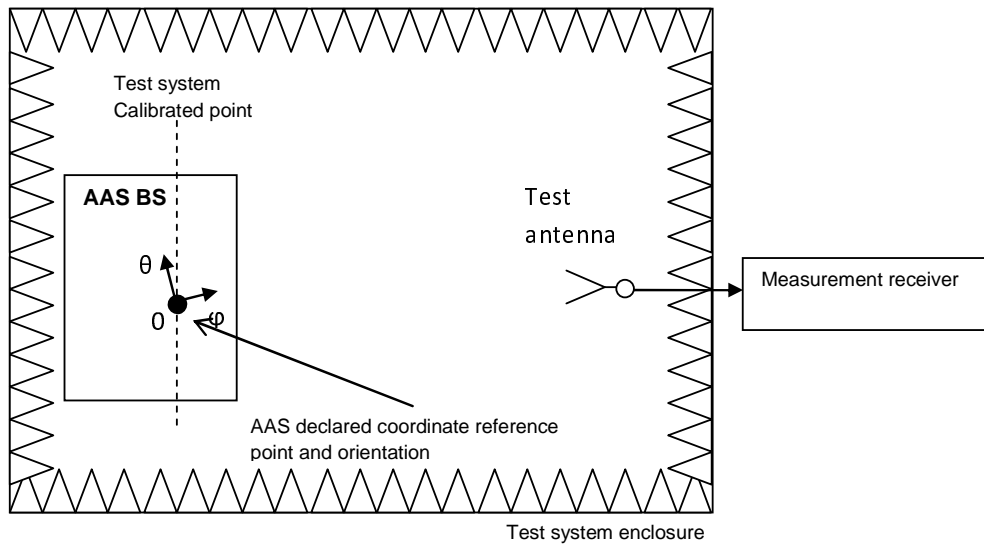 Test system
Calibrated point
AAS BS
θ
0
φ
Test
antenna
Measurement receiver
AAS declared coordinate reference
point and orientation
Test system enclosure